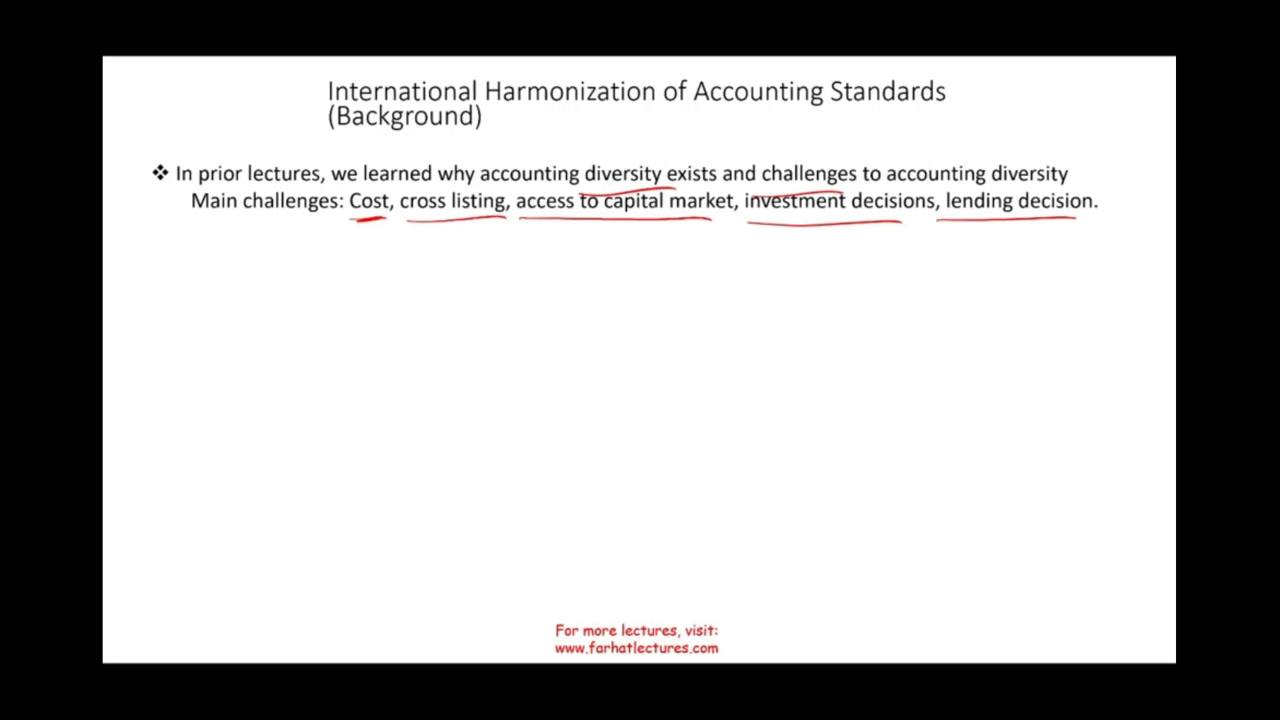 International Harmonization of Accounting Standards
(Background)
❖ In prior lectures, we learned why accounting diversity exists and challenges to accounting diversity
Main challenges: Cost, cross listing, access to capital market, investment decisions, lending decision.
For more lectures, visit:
www.farhatlectures.com